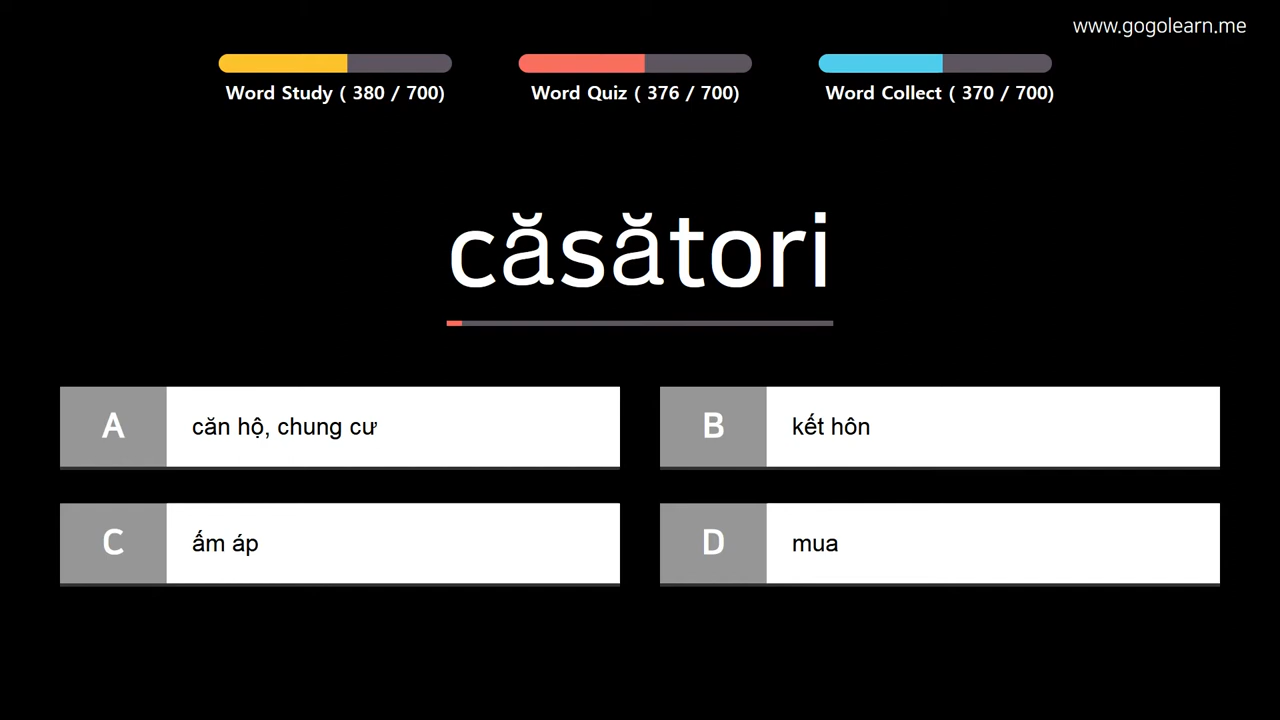 www.gogolearn.me
Word Study ( 380 / 700)
Word Quiz ( 376 / 700)
Word Collect ( 370 / 700)
căsători
A
căn hộ, chung cư
B
kết hôn
C
ấm áp
D
mua